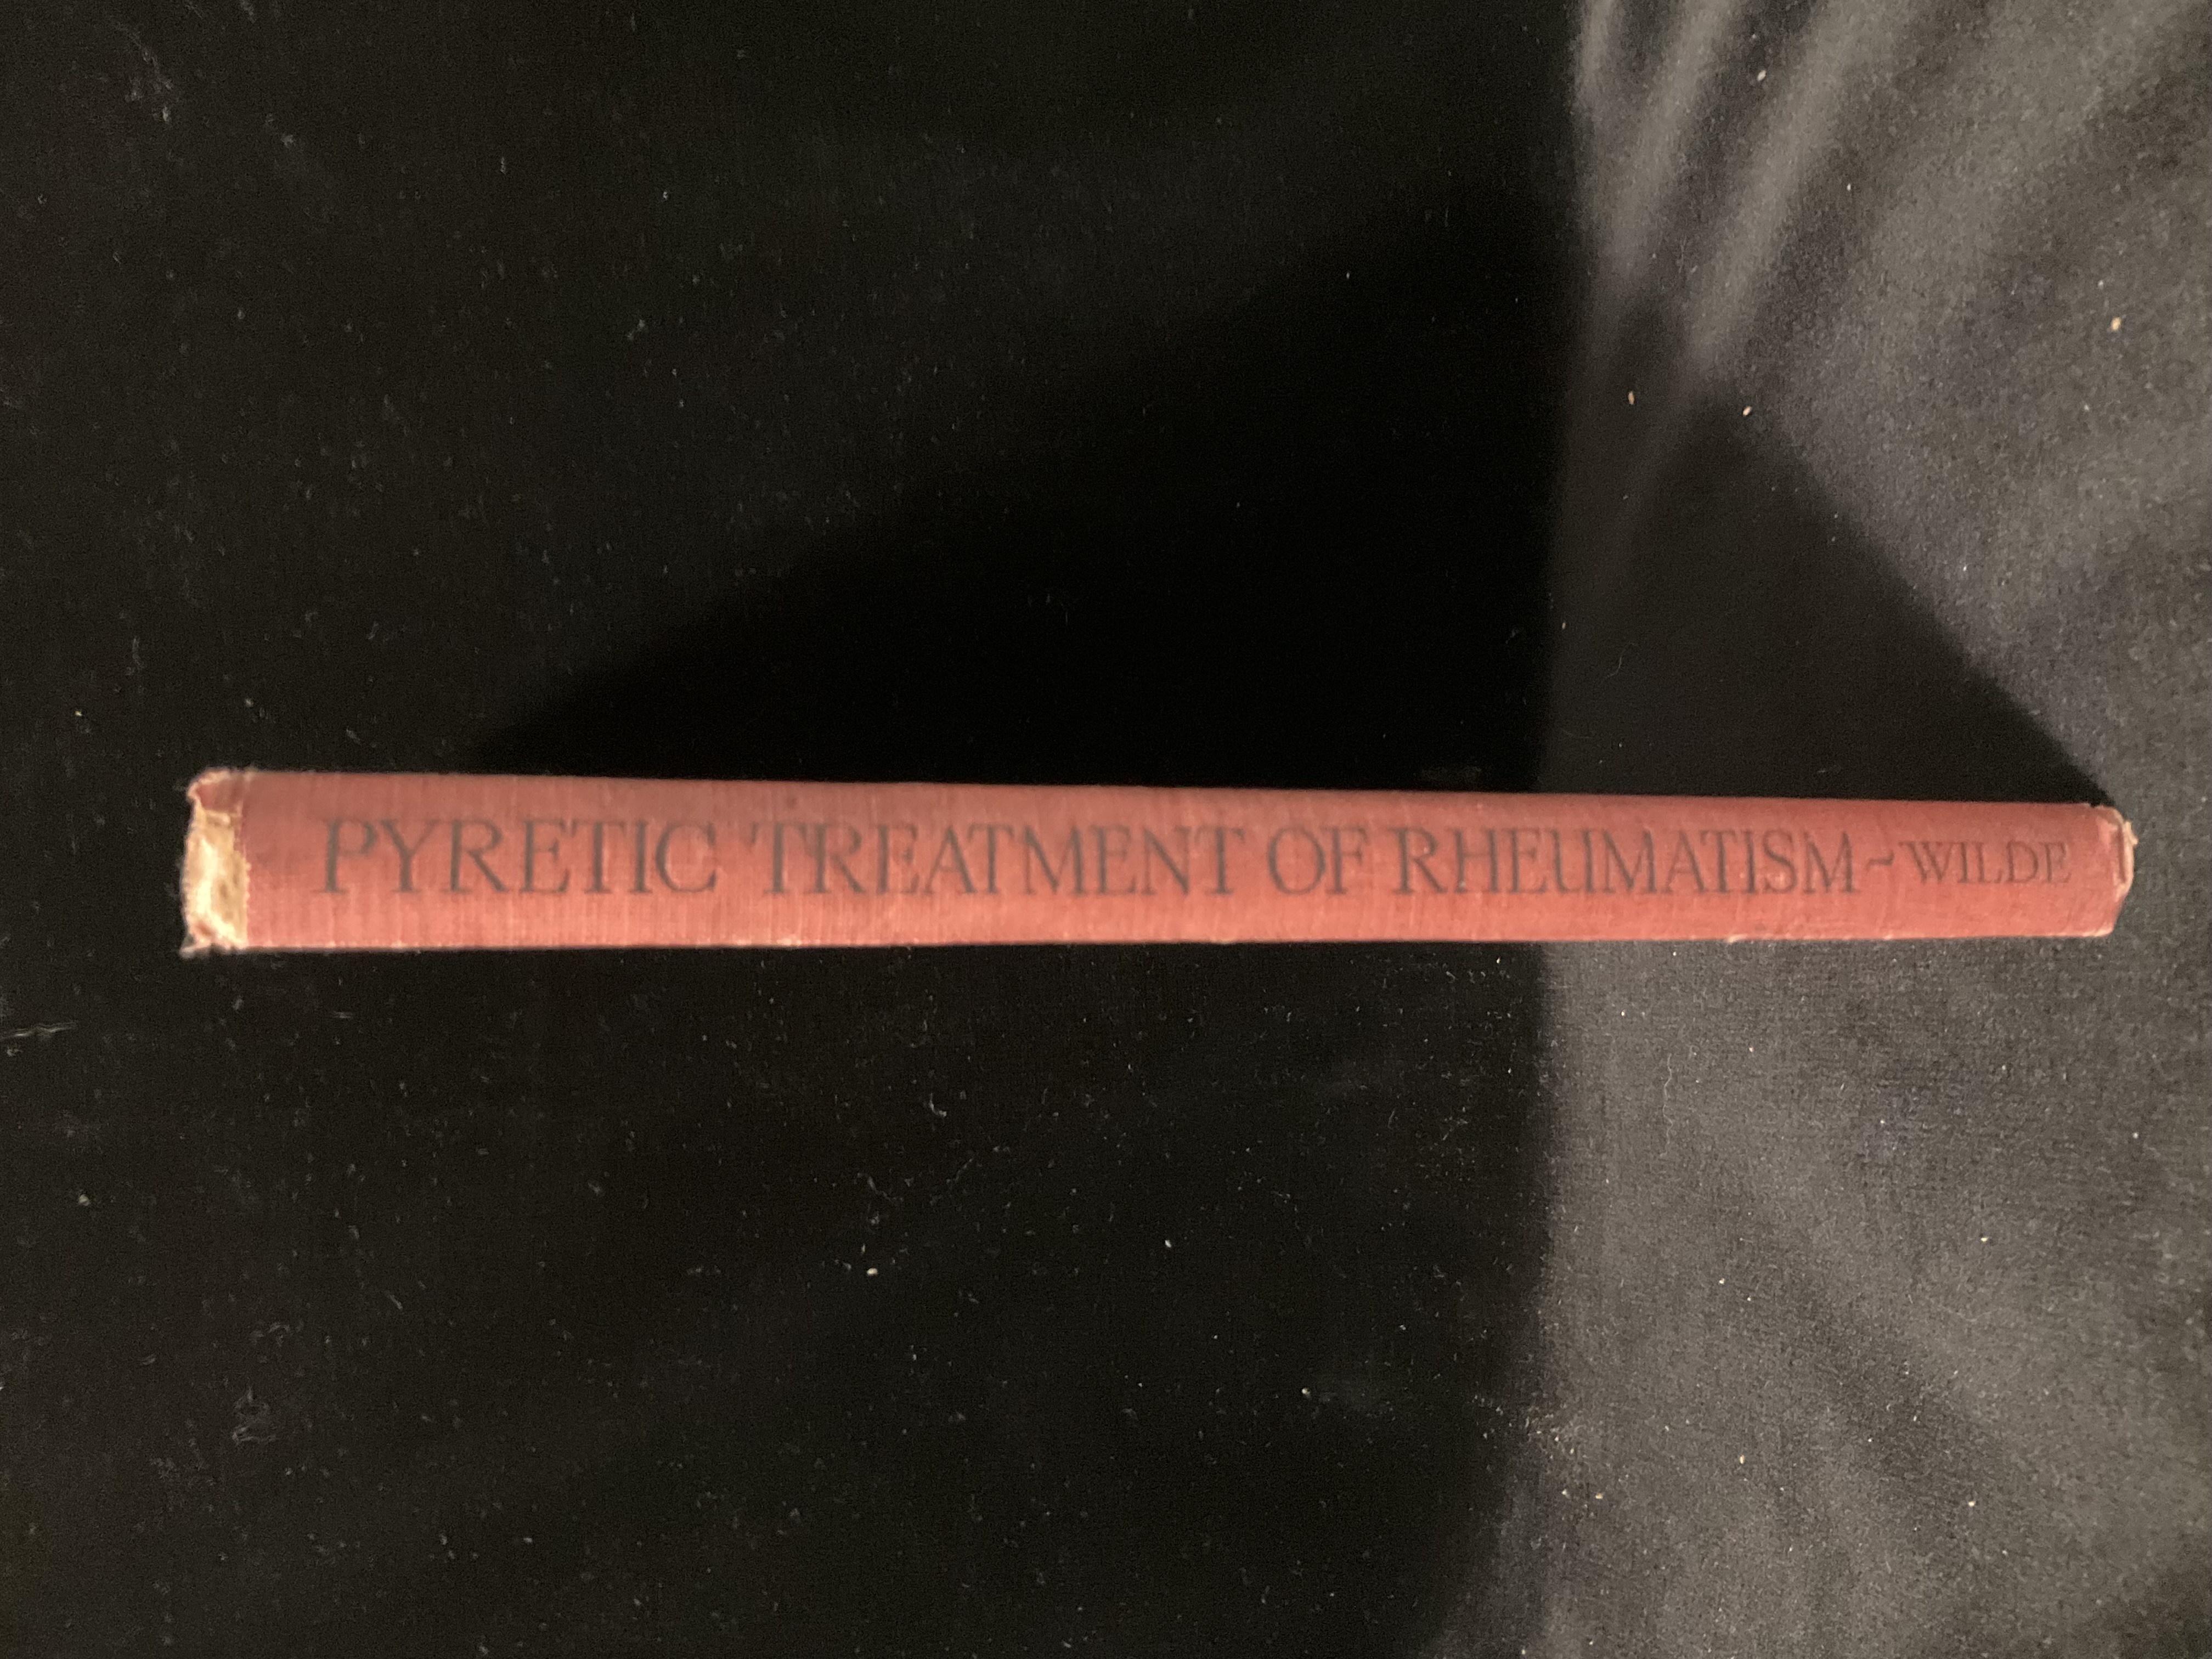 PYRETIC TREATMENT OF RHEUMATISM ~ WILDE